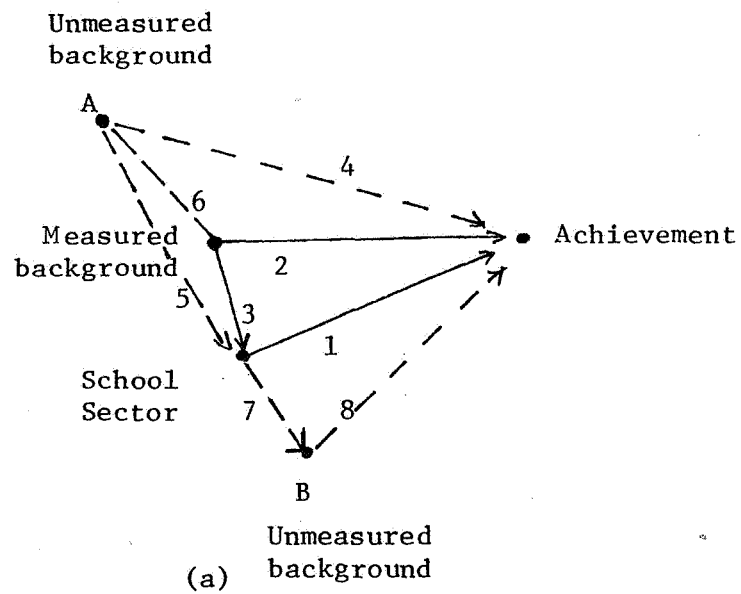 Unmeasured
background
A
4
6
Measured
background
2
Achievement
5
3
1
School
Sector
7
8
B
Unmeasured
background
(a)